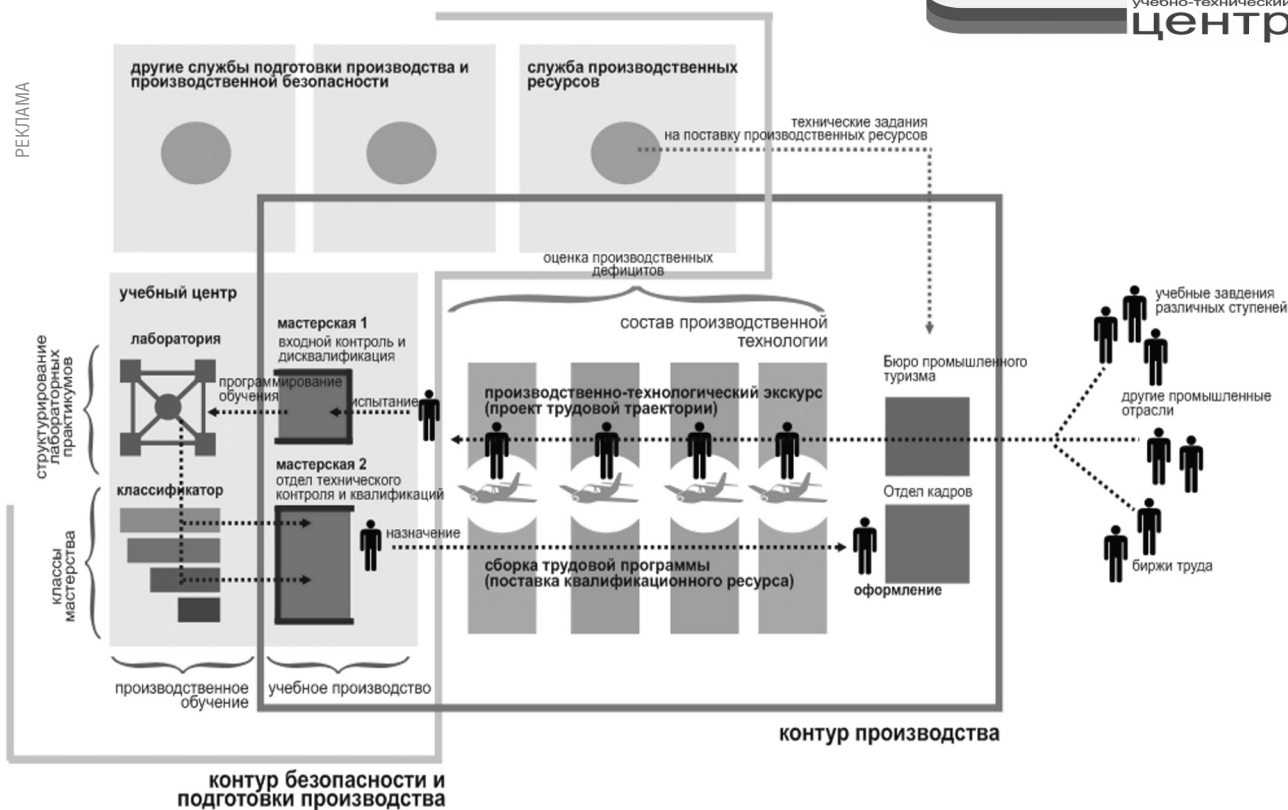 учебно-технический
центр
РЕКЛАМА
другие службы подготовки производства и
производственной безопасности
служба производственных
ресурсов
технические задания
на поставку производственных ресурсов
оценка производственных
дефицитов
учебный центр
лаборатория
мастерская 1
входной контроль и
дисквалификация
программирование
обучения
испытание
структурирование
лабораторных
практикумов
состав производственной
технологии
производственно-технологический экскурс
(проект трудовой траектории)
Бюро промышленного
туризма
учебные завдения
различных ступеней
другие промышленные
отрасли
биржи труда
мастерская 2
отдел технического
контроля и квалификаций
классификатор
классы
мастерства
назначение
сборка трудовой программы
(поставка квалификационного ресурса)
Отдел кадров
оформление
производственное
обучение
учебное производство
контур производства
контур безопасности и
подготовки производства